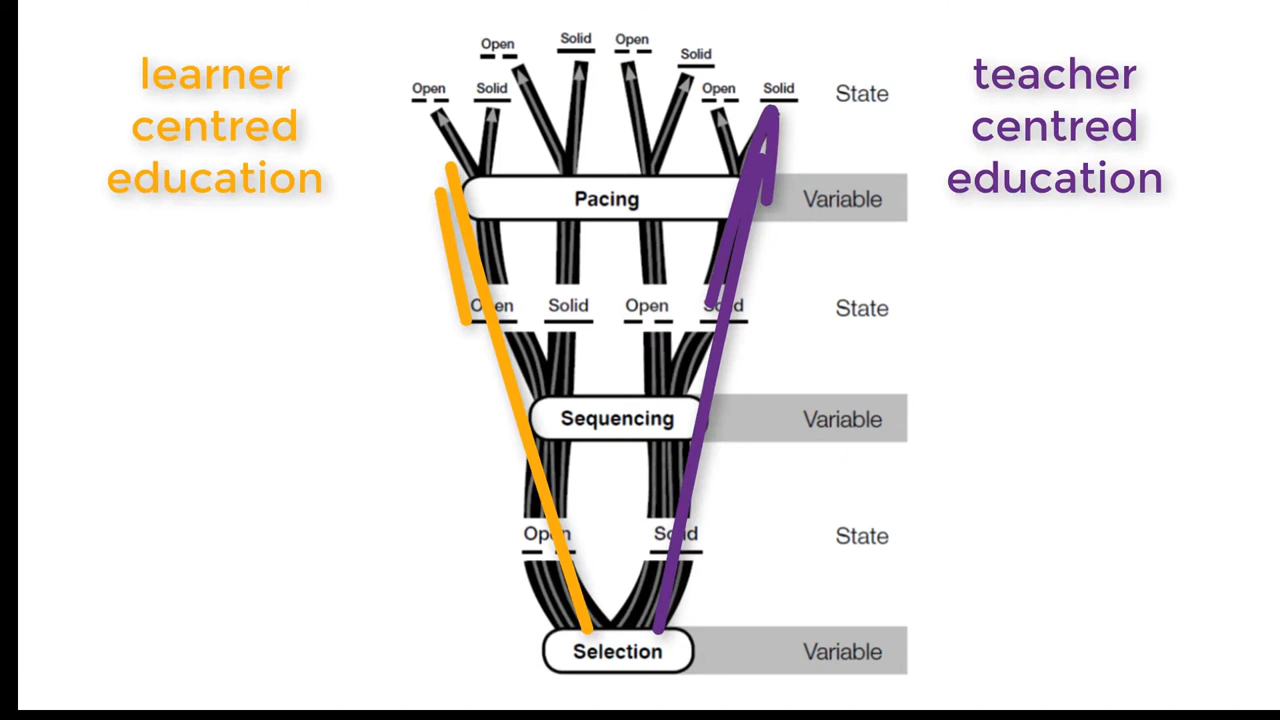 learner
centred
education
teacher
centred
education
Open
Solid
Open
Solid
Open
Solid
Open
Solid
State
Pacing
Variable
Open
Solid
Open
Solid
State
Sequencing
Variable
Open
Solid
State
Selection
Variable